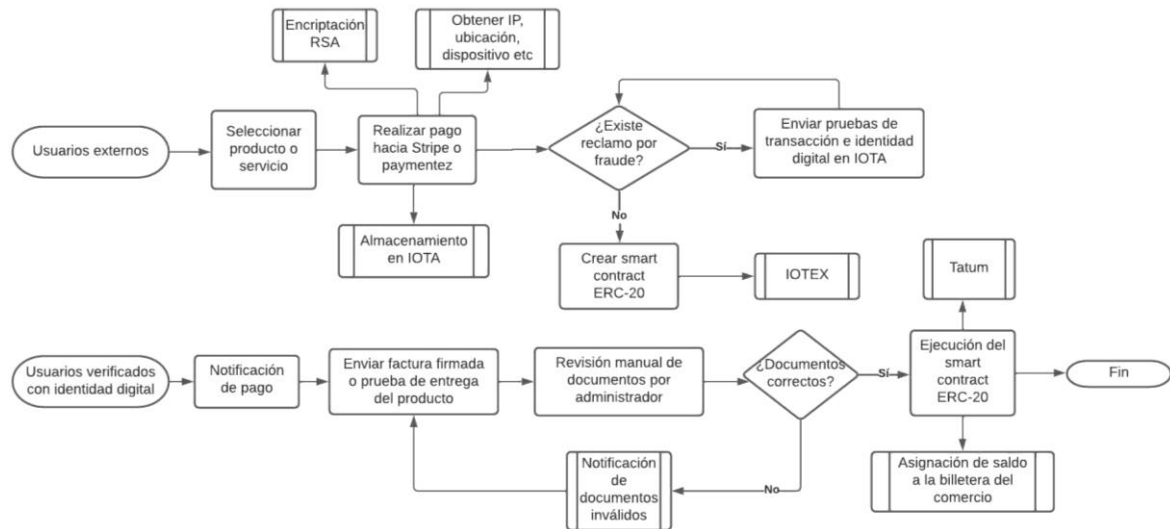 Encriptación
RSA
Obtener IP,
ubicación,
dispositivo etc
Usuarios externos
Seleccionar
producto o
servicio
Realizar pago
hacia Stripe o
paymentez
¿Existe
reclamo por
fraude?
Sí
Enviar pruebas de
transacción e identidad
digital en IOTA
No
Almacenamiento
en IOTA
Crear smart
contract
ERC-20
IOTEX
Tatum
Usuarios verificados
con identidad digital
Notificación
de pago
Enviar factura firmada
o prueba de entrega
del producto
Revisión manual de
documentos por
administrador
¿Documentos
correctos?
Sí
Ejecución del
smart
contract
ERC-20
Fin
No
Notificación
de
documentos
inválidos
Asignación de saldo
a la billetera del
comercio